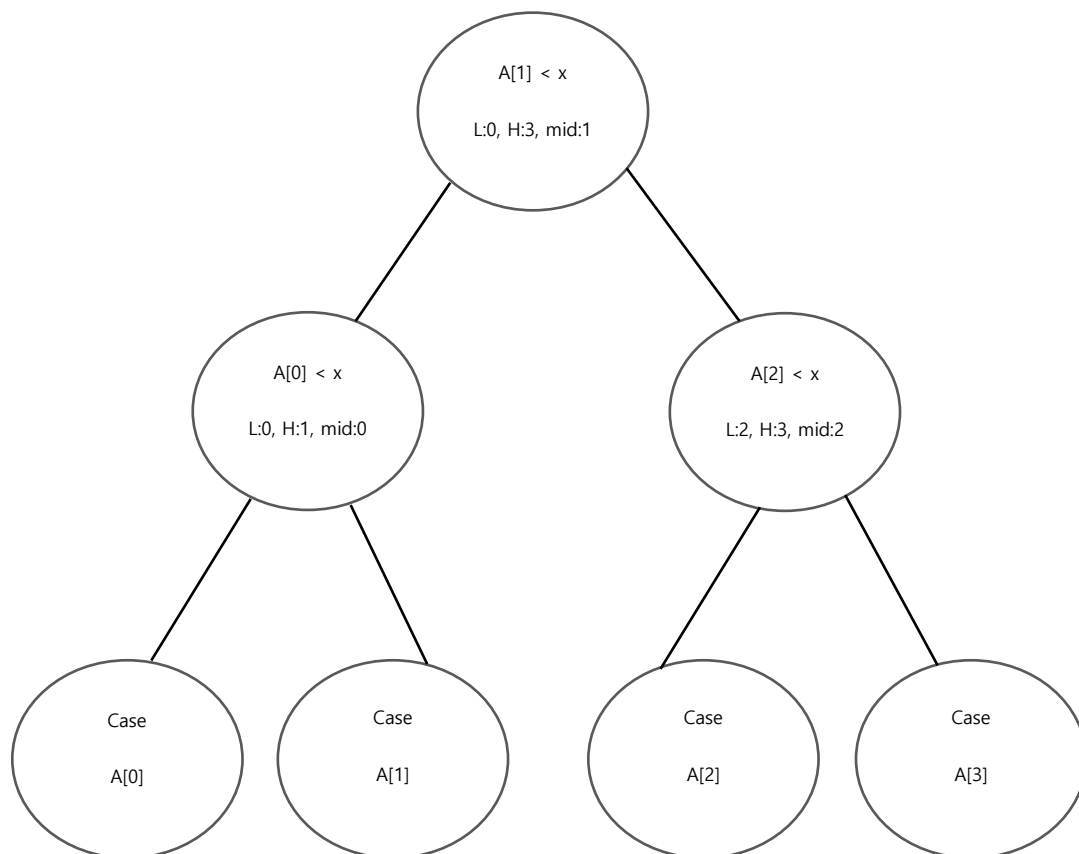 A[1] < x
L:0, H:3, mid:1
A[0] < x
L:0, H:1, mid:0
A[2] < x
L:2, H:3, mid:2
Case
A[0]
Case
A[1]
Case
A[2]
Case
A[3]